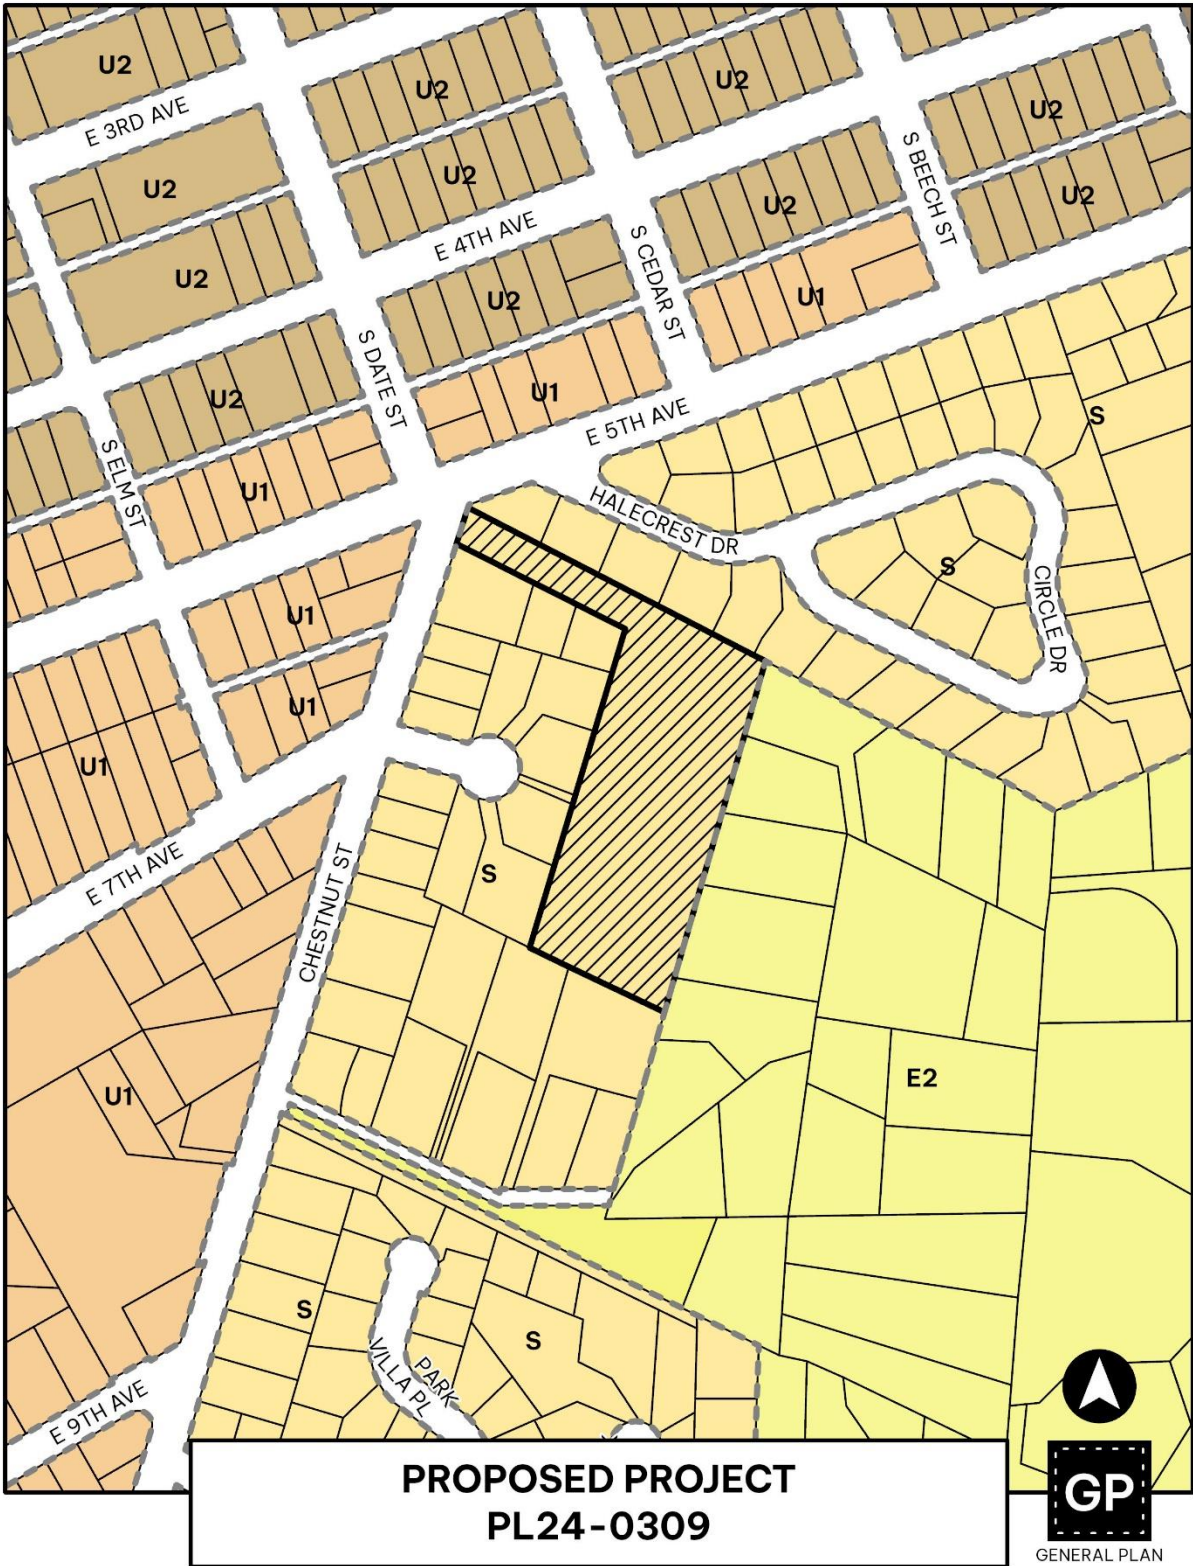 U2
U2
U2
U2
E 3RD AVE
U2
U2
U2
U2
S BEECH ST
E 4TH AVE
S CEDAR ST
U2
U2
U1
S DATE ST
U2
U1
S
E 5TH AVE
S ELM ST
U1
HALECREST DR
S
CIRCLE DR
U1
U1
U1
E 7TH AVE
S
CHESTNUT ST
E2
U1
S
S
VILLA PL
PARK
E 9TH AVE
PROPOSED PROJECT
PL24-0309
GP
GENERAL PLAN